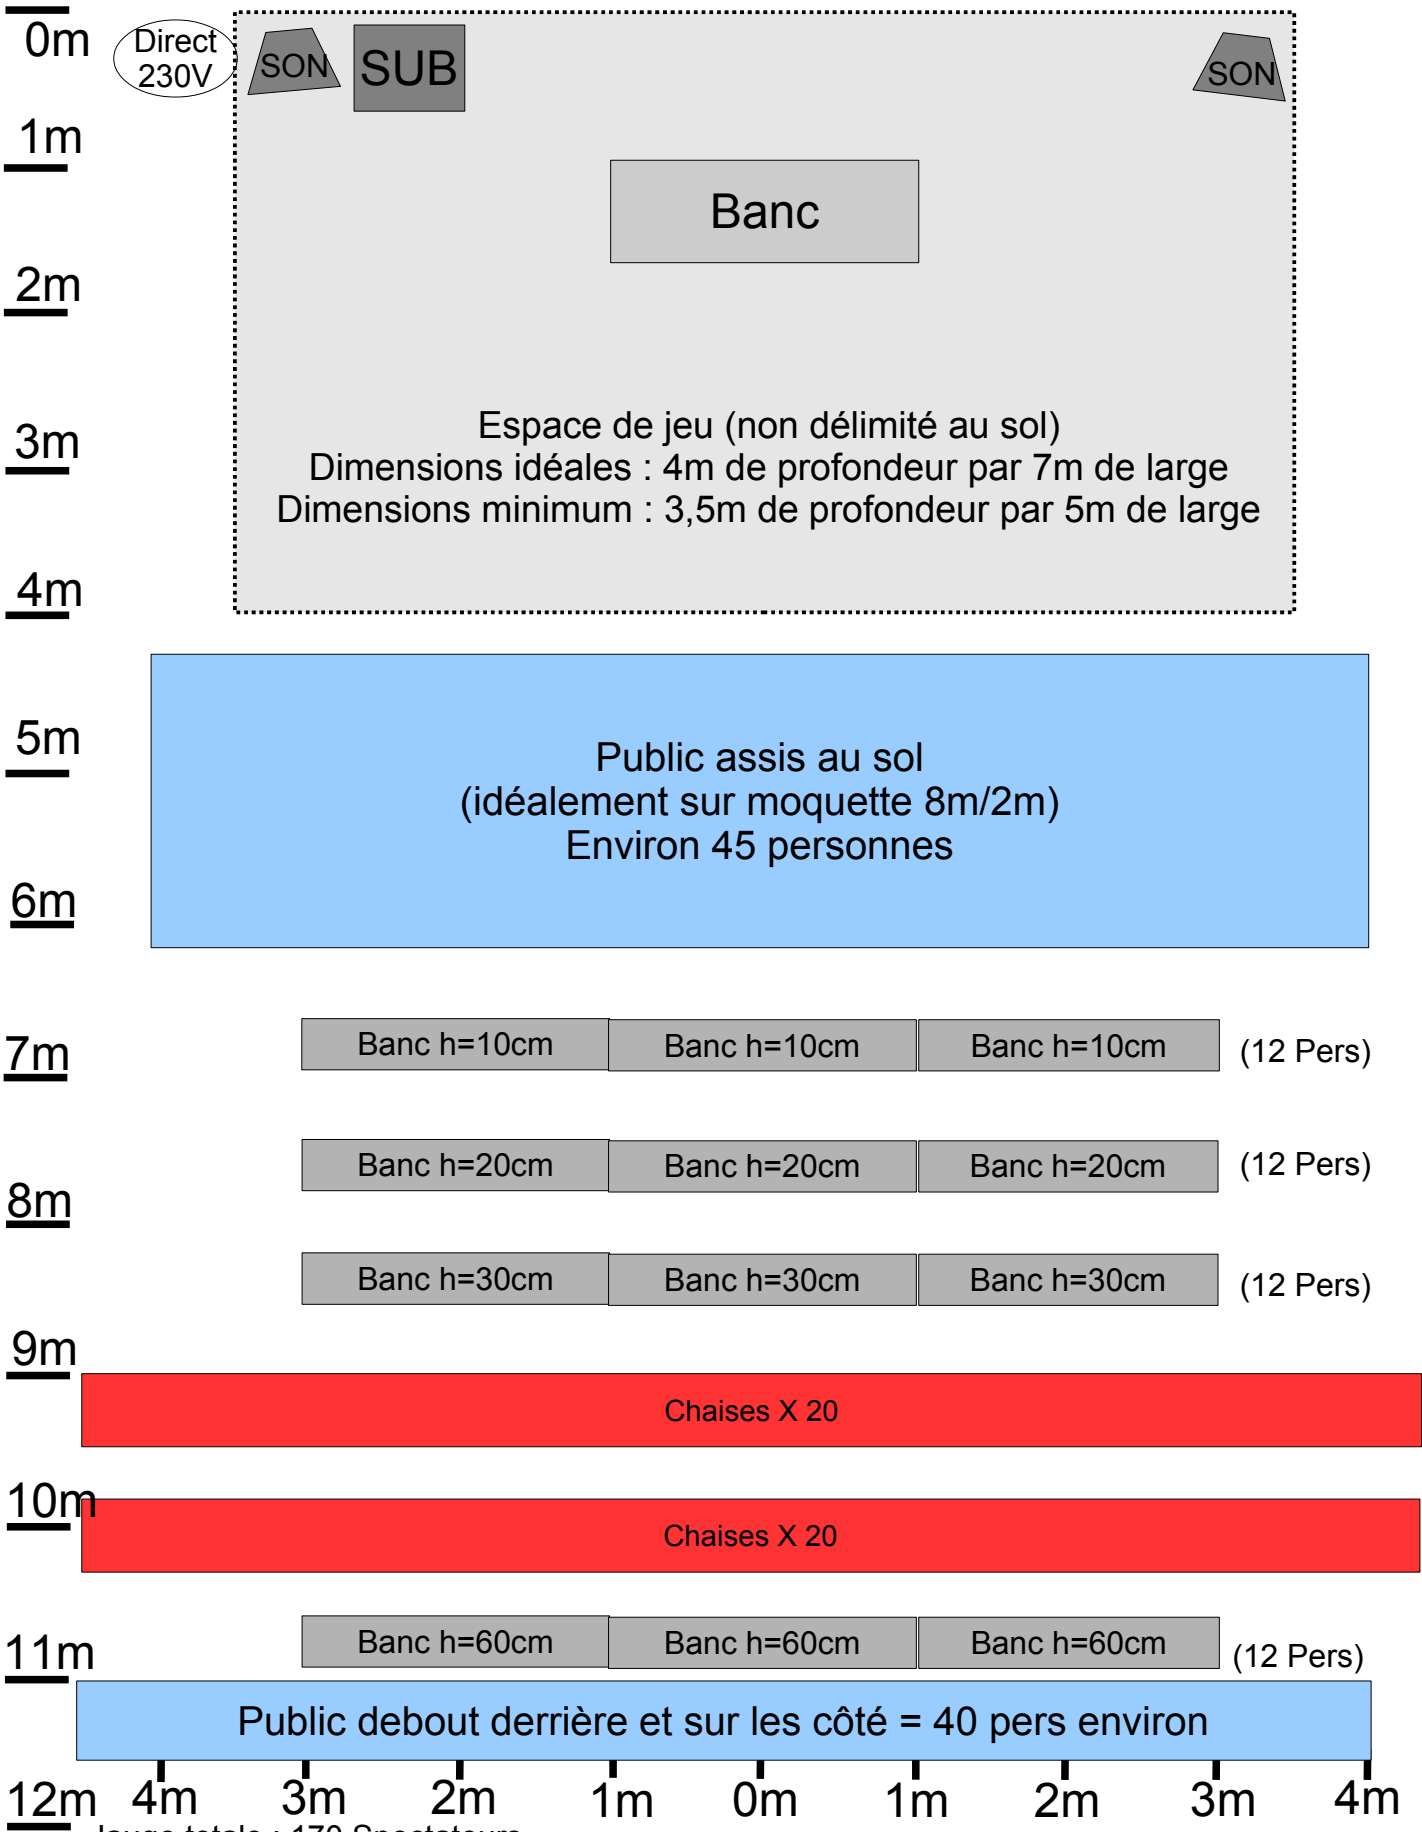 0m
Direct
230V
SON
SUB
SON
1m
Banc
2m
Espace de jeu (non délimité au sol)
3m
Dimensions idéales : 4m de profondeur par 7m de large
Dimensions minimum : 3,5m de profondeur par 5m de large
4m
5m
Public assis au sol
(idéalement sur moquette 8m/2m)
Environ 45 personnes
6m
7m
Banc h=10cm
Banc h=10cm
Banc h=10cm
(12 Pers)
Banc h=20cm
Banc h=20cm
Banc h=20cm
(12 Pers)
8m
Banc h=30cm
Banc h=30cm
Banc h=30cm
(12 Pers)
9m
Chaises X 20
10m
Chaises X 20
11m
Banc h=60cm
Banc h=60cm
Banc h=60cm
(12 Pers)
Public debout derrière et sur les côté = 40 pers environ
12m
4m
3m
2m
1m
0m
1m
2m
3m
4m
totale : 170 Spectateurs